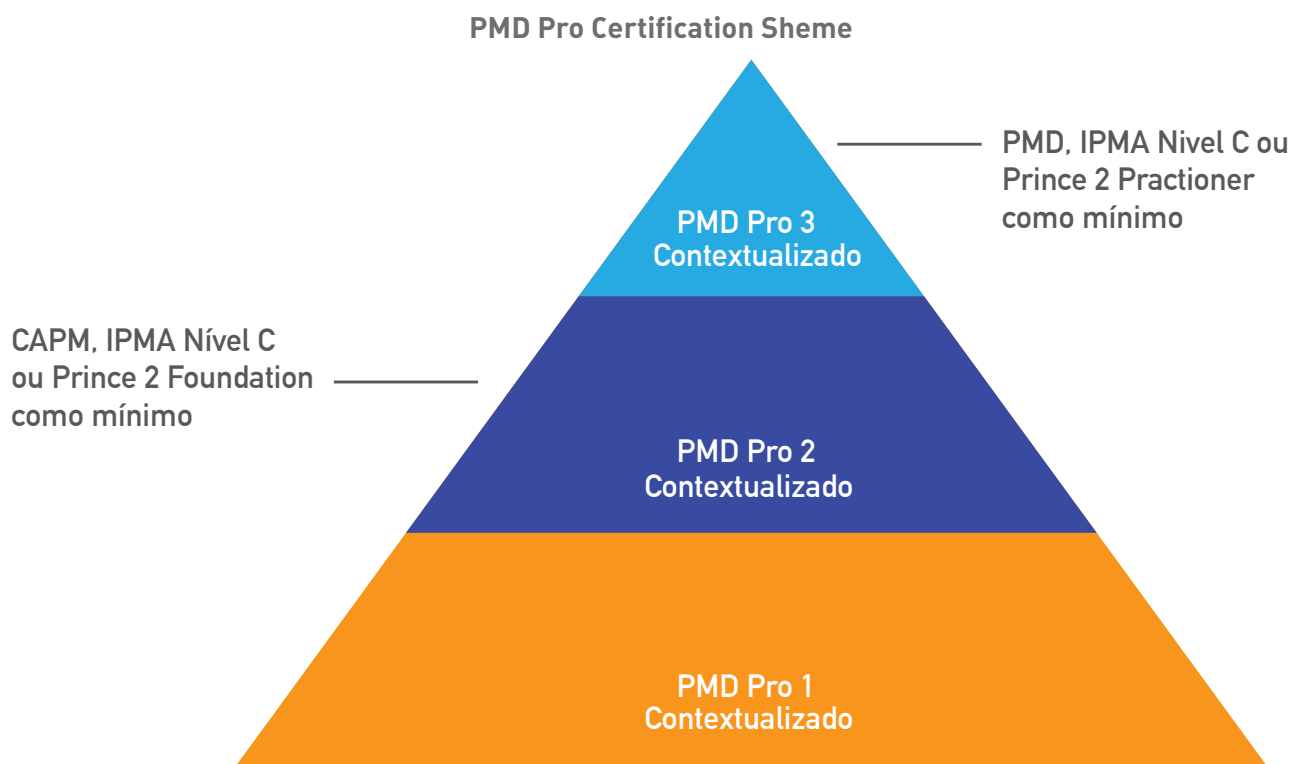 PMD Pro Certification Sheme
PMD, IPMA Nivel C ou
Prince 2 Practioner
como mínimo
PMD Pro 3
Contextualizado
CAPM, IPMA Nível C
ou Prince 2 Foundation
como mínimo
PMD Pro 2
Contextualizado
PMD Pro 1
Contextualizado